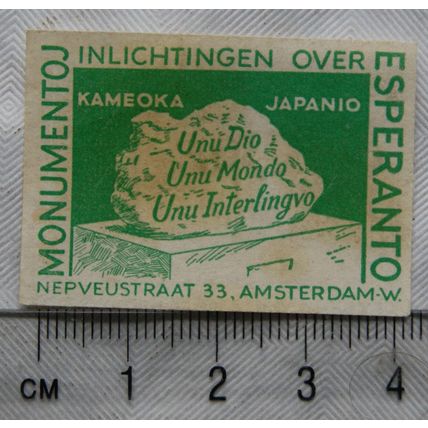 MONUMENTOJ
INLICHTINGEN OVER
ESPERANTO
KAMEOKA JAPANIO
Unu Dio
Unu Mondo
Unu Interlingvo
NEPVEUSTRAAT 33, AMSTERDAM-W.
CM 1 2 3 4